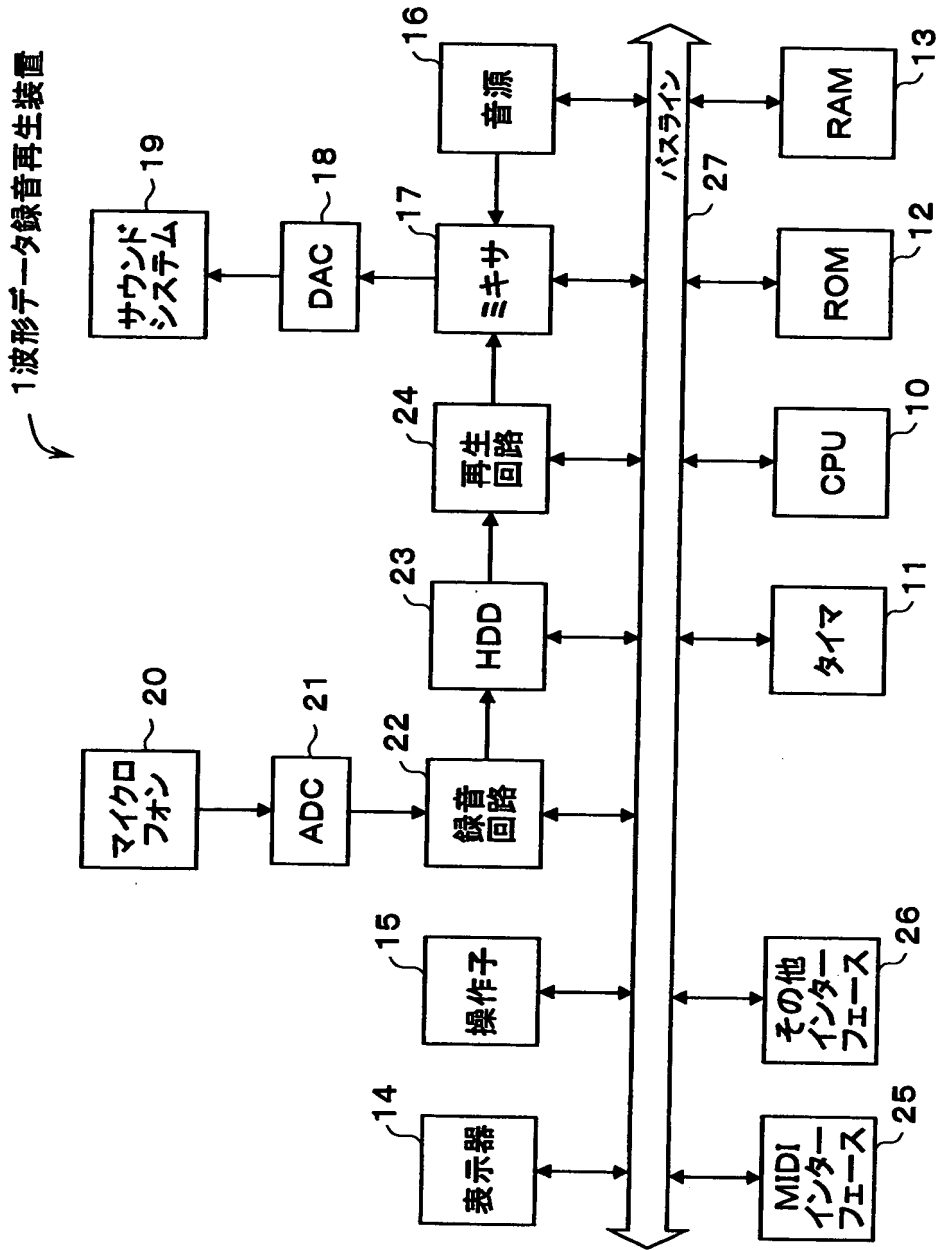 1波形データ録音再生装置
マイクロ
フォン
20
サウンド
システム
19
ADC
21
DAC
18
表示器
14
操作子
15
録音
回路
22
HDD
23
再生
回路
24
ミキサ
17
音源
16
バスライン
27
MIDI
インター
フェース
25
その他
インター
フェース
26
タイマ
11
CPU
10
ROM
12
RAM
13